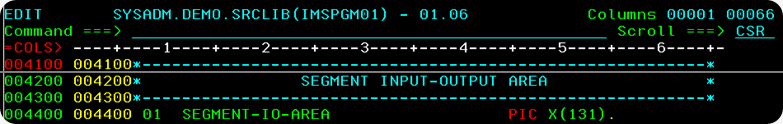 EDIT       SYSADM.DEMO.SRCLIB(IMSPGM01) - 01.06                  Columns 00001 00066
Command ===>                                                  Scroll ===> CSR
=COLS> ----+----1----+----2----+----3----+----4----+----5----+----6----+-
004100 004100*---------------------------------------------------------*
004200 004200*                SEGMENT INPUT-OUTPUT AREA                *
004300 004300*---------------------------------------------------------*
004400 004400 01  SEGMENT-IO-AREA                  PIC X(131).